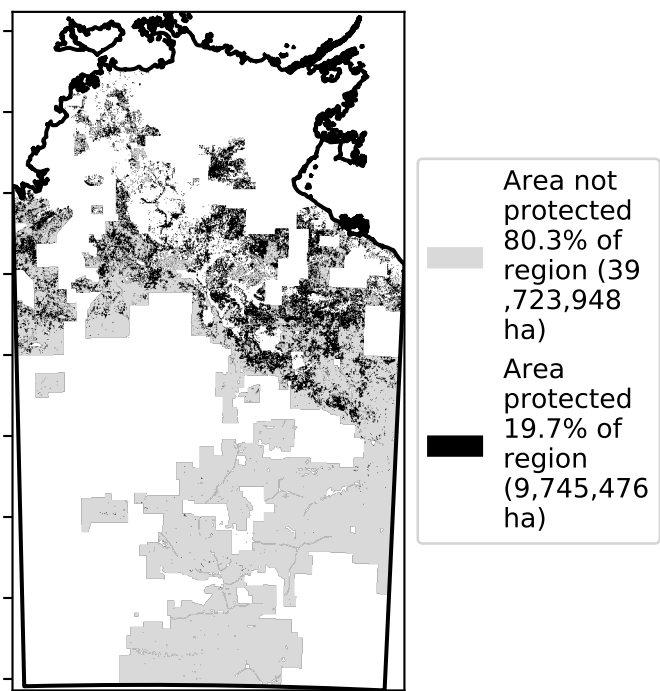 Area not
protected
80.3% of
region (39
,723,948
ha)
Area
protected
19.7% of
region
(9,745,476
ha)